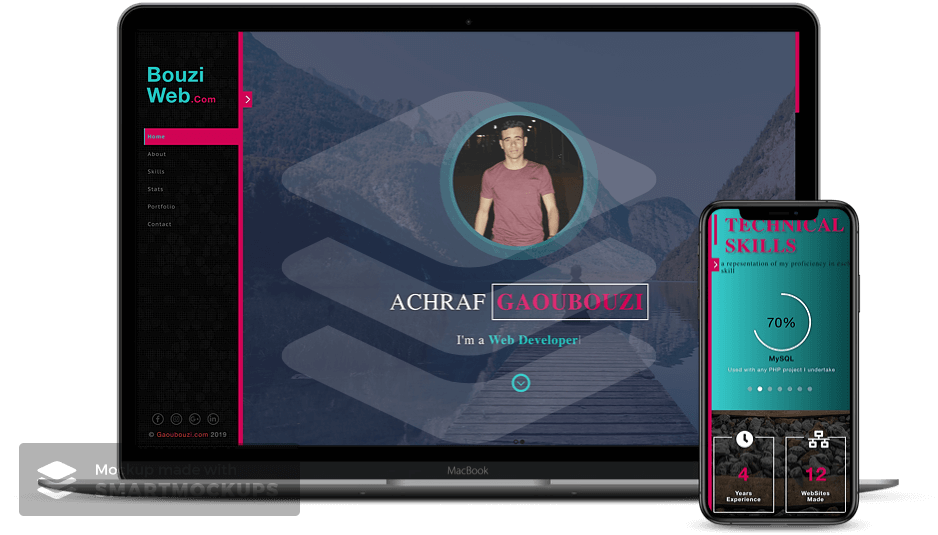 Bouzi
Web.Com
Home
About
Skills
Stats
Portfolio
Contact
© Gaoubouzi.com 2019
ACHRAF GAOUBOUZI
I'm a Web Developer
MacBook
Mockup made with
SMARTMOCKUPS
TECHNICAL
SKILLS
a repesentation of my proficiency in each
skill
70%
MySQL
Used with any PHP project I undertake
4
Years
Experience
12
WebSites
Made